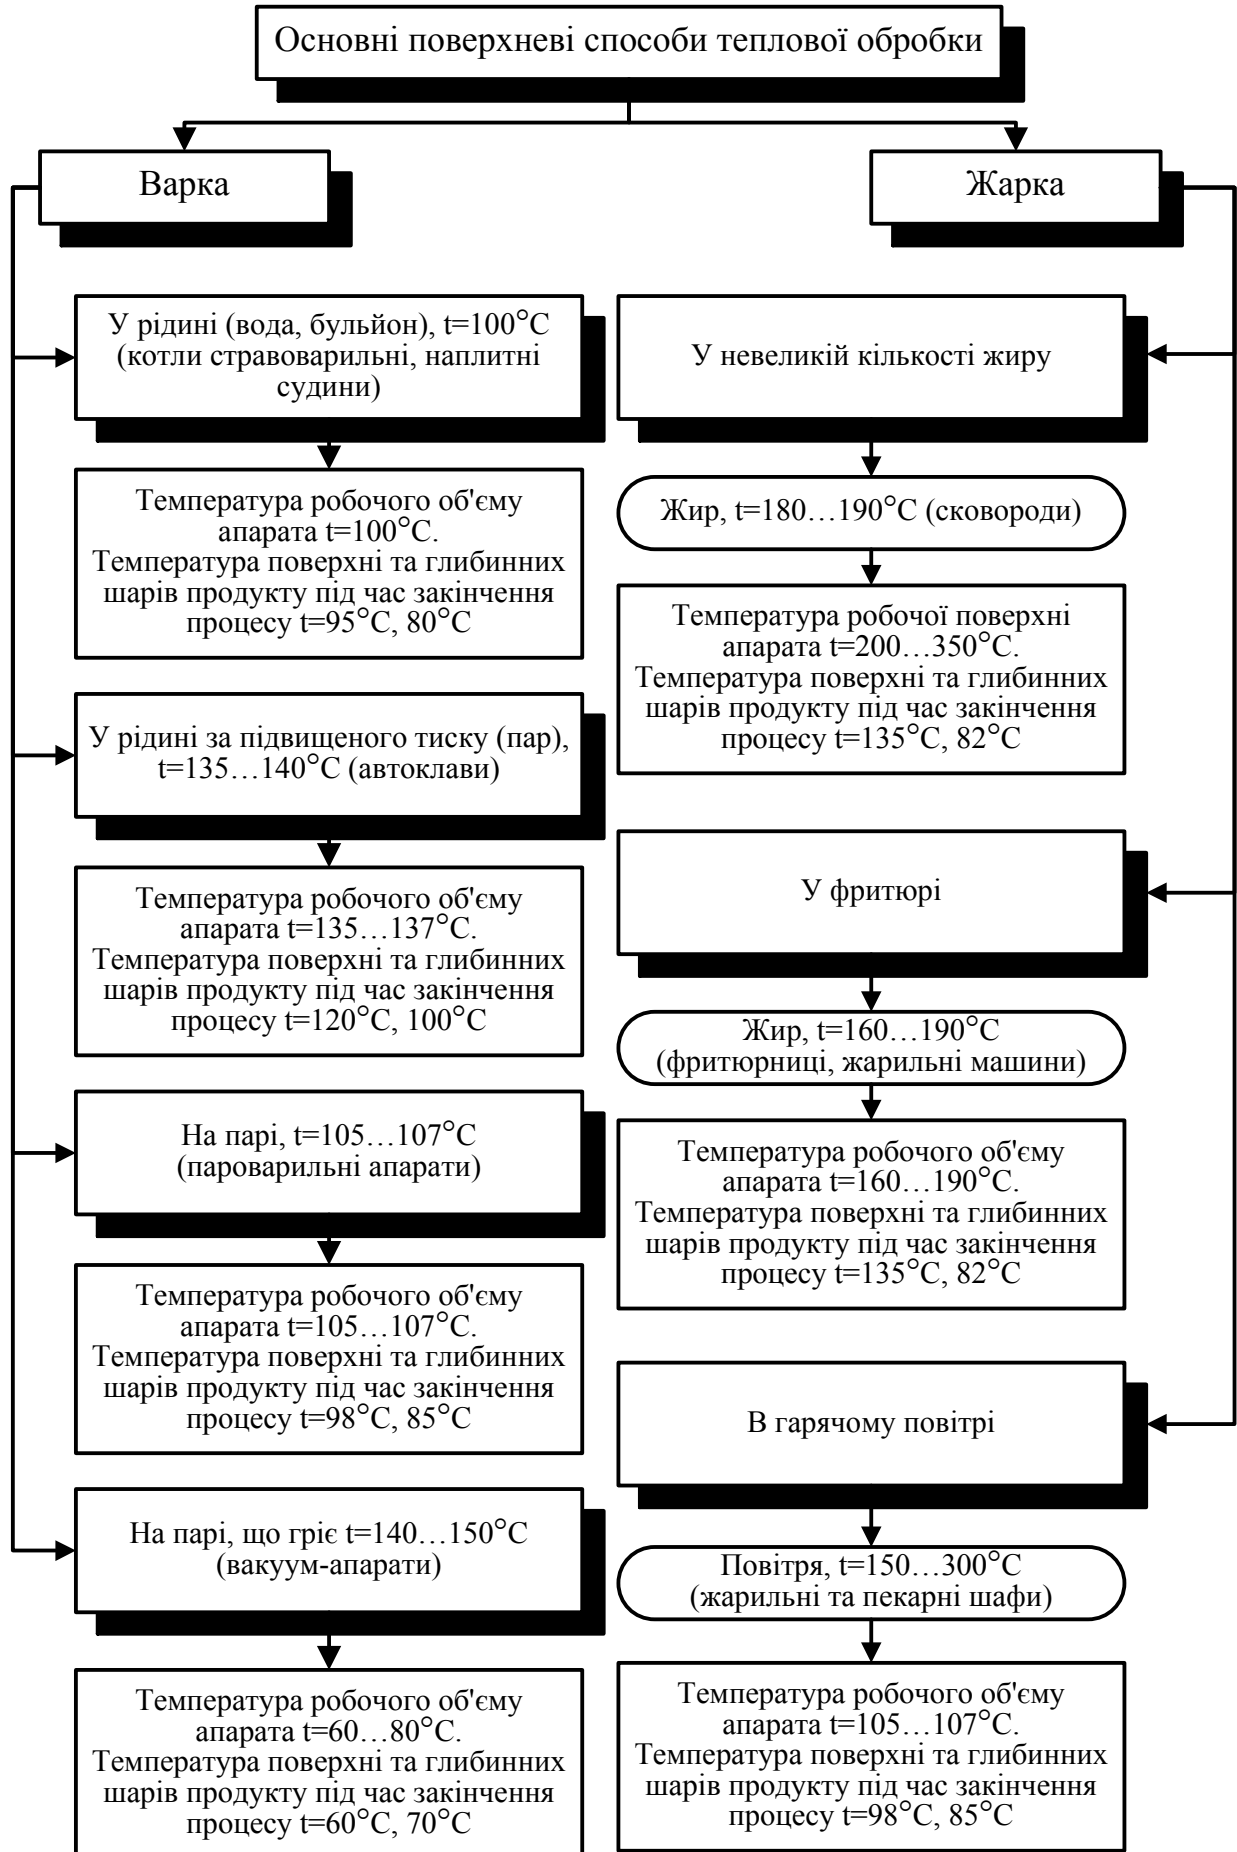 Основні поверхневі способи теплової обробки
Варка
Жарка
У рідині (вода, бульйон), t=100°C
(котли стравоварильні, наплитні
судини)
Температура робочого об'єму
апарата t=100°C.
Температура поверхні та глибинних
шарів продукту під час закінчення
процесу t=95°C, 80°C
У рідині за підвищеного тиску (пар),
t=135…140°C (автоклави)
Температура робочого об'єму
апарата t=135…137°C.
Температура поверхні та глибинних
шарів продукту під час закінчення
процесу t=120°C, 100°C
На парі, t=105…107°C
(пароварильні апарати)
Температура робочого об'єму
апарата t=105…107°C.
Температура поверхні та глибинних
шарів продукту під час закінчення
процесу t=98°C, 85°C
На парі, що гріє t=140…150°C
(вакуум-апарати)
Температура робочого об'єму
апарата t=60…80°C.
Температура поверхні та глибинних
шарів продукту під час закінчення
процесу t=60°C, 70°C
У невеликій кількості жиру
Жир, t=180…190°C (сковороди)
Температура робочої поверхні
апарата t=200…350°C.
Температура поверхні та глибинних
шарів продукту під час закінчення
процесу t=135°C, 82°C
У фритюрі
Жир, t=160…190°C
(фритюрниці, жарильні машини)
Температура робочого об'єму
апарата t=160…190°C.
Температура поверхні та глибинних
шарів продукту під час закінчення
процесу t=135°C, 82°C
В гарячому повітрі
Повітря, t=150…300°C
(жарильні та пекарні шафи)
Температура робочого об'єму
апарата t=105…107°C.
Температура поверхні та глибинних
шарів продукту під час закінчення
процесу t=98°C, 85°C